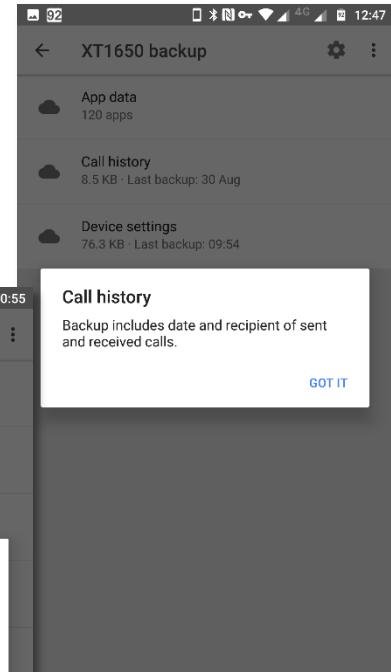 92 4G 92 12:47
XT1650 backup
App data
120 apps
Call history
8.5 KB · Last backup: 30 Aug
Device settings
76.3 KB · Last backup: 09:54
0:55
Call history
Backup includes date and recipient of sent
and received calls.
GOT IT